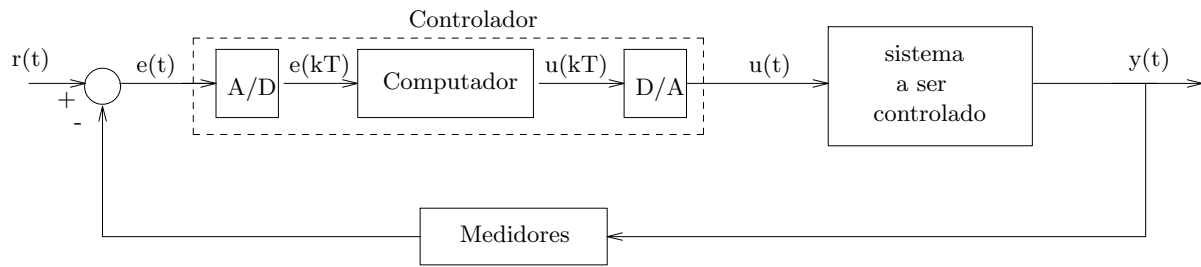 Controlador
r(t)
+
-
e(t)
A/D
e(kT)
Computador
u(kT)
D/A
u(t)
sistema
a ser
controlado
y(t)
Medidores